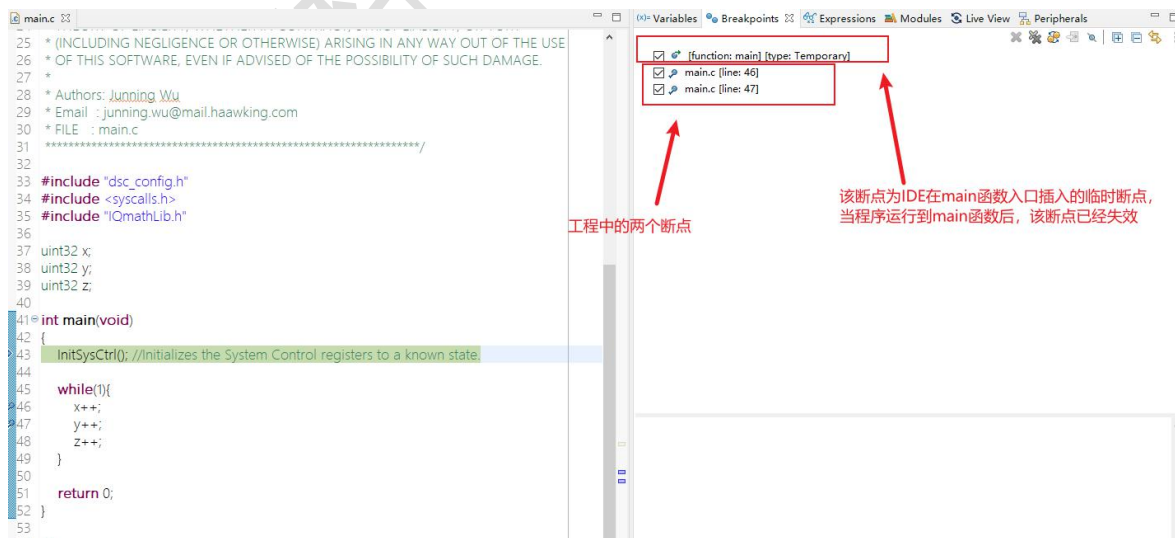 main.c
25 * (INCLUDING NEGLIGENCE OR OTHERWISE) ARISING IN ANY WAY OUT OF THE USE
26 * OF THIS SOFTWARE, EVEN IF ADVISED OF THE POSSIBILITY OF SUCH DAMAGE.
27 *
28 * Authors: Junning Wu
29 * Email : junning.wu@mail.haawking.com
30 * FILE : main.c
31 ******************************************************************/
32
33 #include "dsc_config.h"
34 #include <syscalls.h>
35 #include "IQmathLib.h"
36
37 uint32 x;
38 uint32 y;
39 uint32 z;
40
41 int main(void)
42 {
43 InitSysCtrl(); //Initializes the System Control registers to a known state.
44
45 while(1){
46 x++;
47 y++;
48 z++;
49 }
50
51 return 0;
52 }
53
(x)= Variables Breakpoints Expressions Modules Live View Peripherals
[function: main] [type: Temporary]
main.c [line: 46]
main.c [line: 47]
工程中的两个断点
该断点为IDE在main函数入口插入的临时断点，
当程序运行到main函数后，该断点已经失效